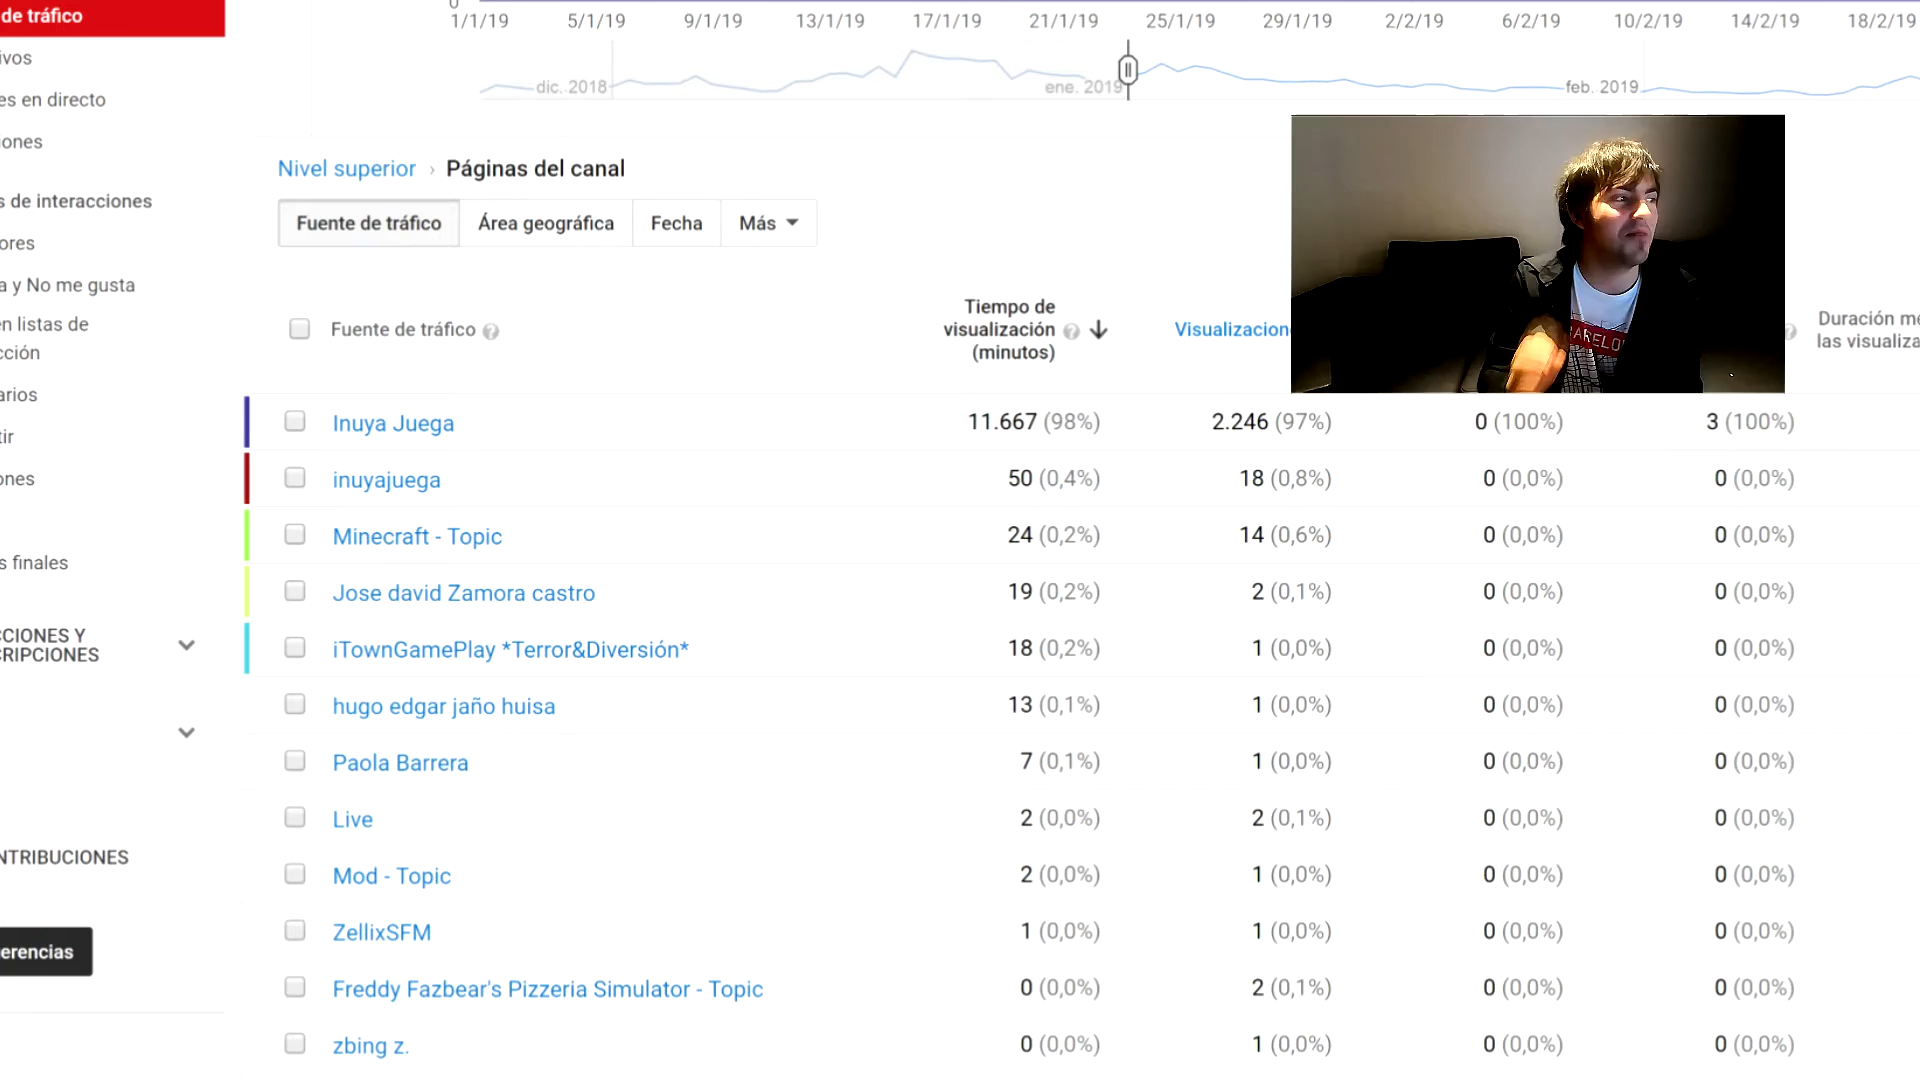 de tráfico
0
1/1/19 5/1/19 9/1/19 13/1/19 17/1/19 21/1/19 25/1/19 29/1/19 2/2/19 6/2/19 10/2/19 14/2/19 18/2/19
ivos
dic. 2018 ene. 2019 feb. 2019
es en directo
iones
Nivel superior › Páginas del canal
s de interacciones
Fuente de tráfico Área geográfica Fecha Más
ores
a y No me gusta
en listas de
cción
Tiempo de
visualización
(minutos)
Fuente de tráfico ? ? Visualizacion ? Duración me
las visualiza
arios
Inuya Juega 11.667 (98%) 2.246 (97%) 0 (100%) 3 (100%)
tir
ones
inuyajuega 50 (0,4%) 18 (0,8%) 0 (0,0%) 0 (0,0%)
Minecraft - Topic 24 (0,2%) 14 (0,6%) 0 (0,0%) 0 (0,0%)
s finales
Jose david Zamora castro 19 (0,2%) 2 (0,1%) 0 (0,0%) 0 (0,0%)
CCIONES Y
CRIPCIONES
iTownGamePlay *Terror&Diversión* 18 (0,2%) 1 (0,0%) 0 (0,0%) 0 (0,0%)
hugo edgar jaño huisa 13 (0,1%) 1 (0,0%) 0 (0,0%) 0 (0,0%)
Paola Barrera 7 (0,1%) 1 (0,0%) 0 (0,0%) 0 (0,0%)
Live 2 (0,0%) 2 (0,1%) 0 (0,0%) 0 (0,0%)
NTRIBUCIONES
Mod - Topic 2 (0,0%) 1 (0,0%) 0 (0,0%) 0 (0,0%)
ZellixSFM 1 (0,0%) 1 (0,0%) 0 (0,0%) 0 (0,0%)
erencias
Freddy Fazbear's Pizzeria Simulator - Topic 0 (0,0%) 2 (0,1%) 0 (0,0%) 0 (0,0%)
zbing z. 0 (0,0%) 1 (0,0%) 0 (0,0%) 0 (0,0%)